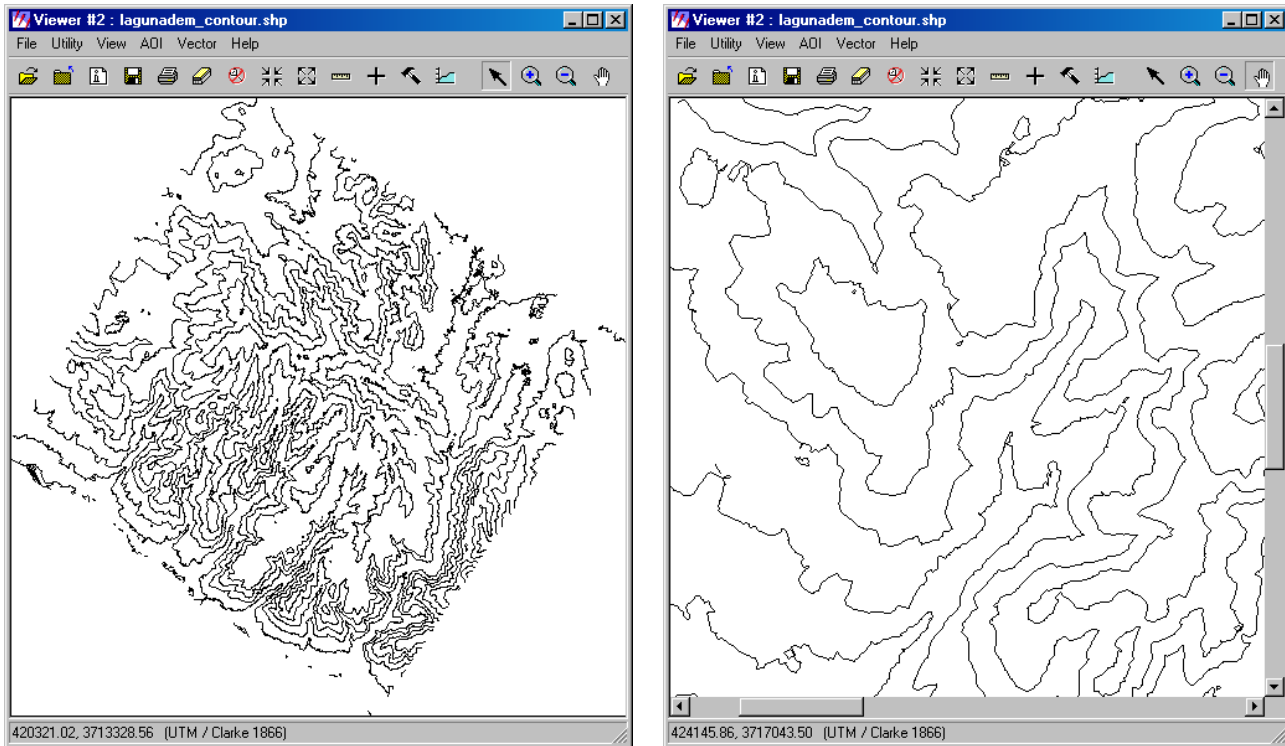 Viewer #2 : lagunadem_contour.shp
File Utility View AOI Vector Help
420321.02, 3713328.56 (UTM / Clarke 1866)
Viewer #2 : lagunadem_contour.shp
File Utility View AOI Vector Help
424145.86, 3717043.50 (UTM / Clarke 1866)